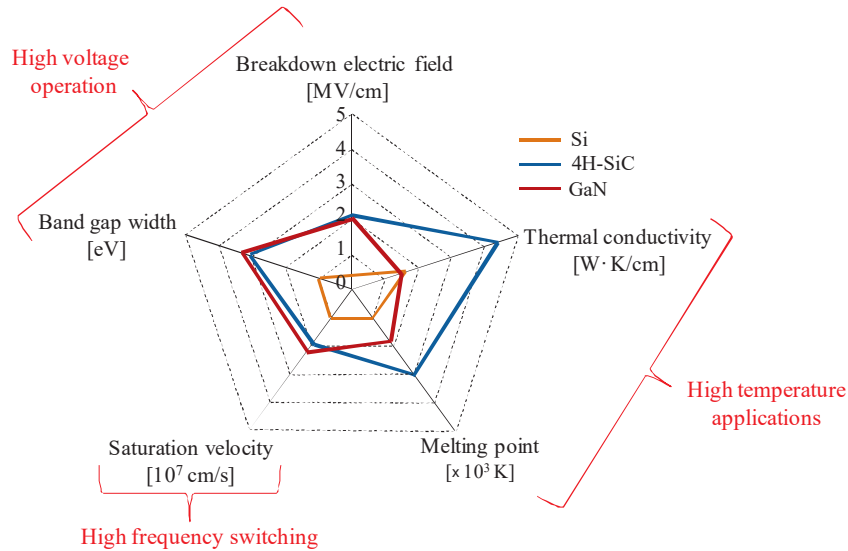 High voltage
operation
Breakdown electric field
[MV/cm]
5
4
3
2
1
0
Si
4H-SiC
GaN
Band gap width
[eV]
Thermal conductivity
[W·K/cm]
High temperature
applications
Melting point
[×10³ K]
Saturation velocity
[10⁷ cm/s]
High frequency switching